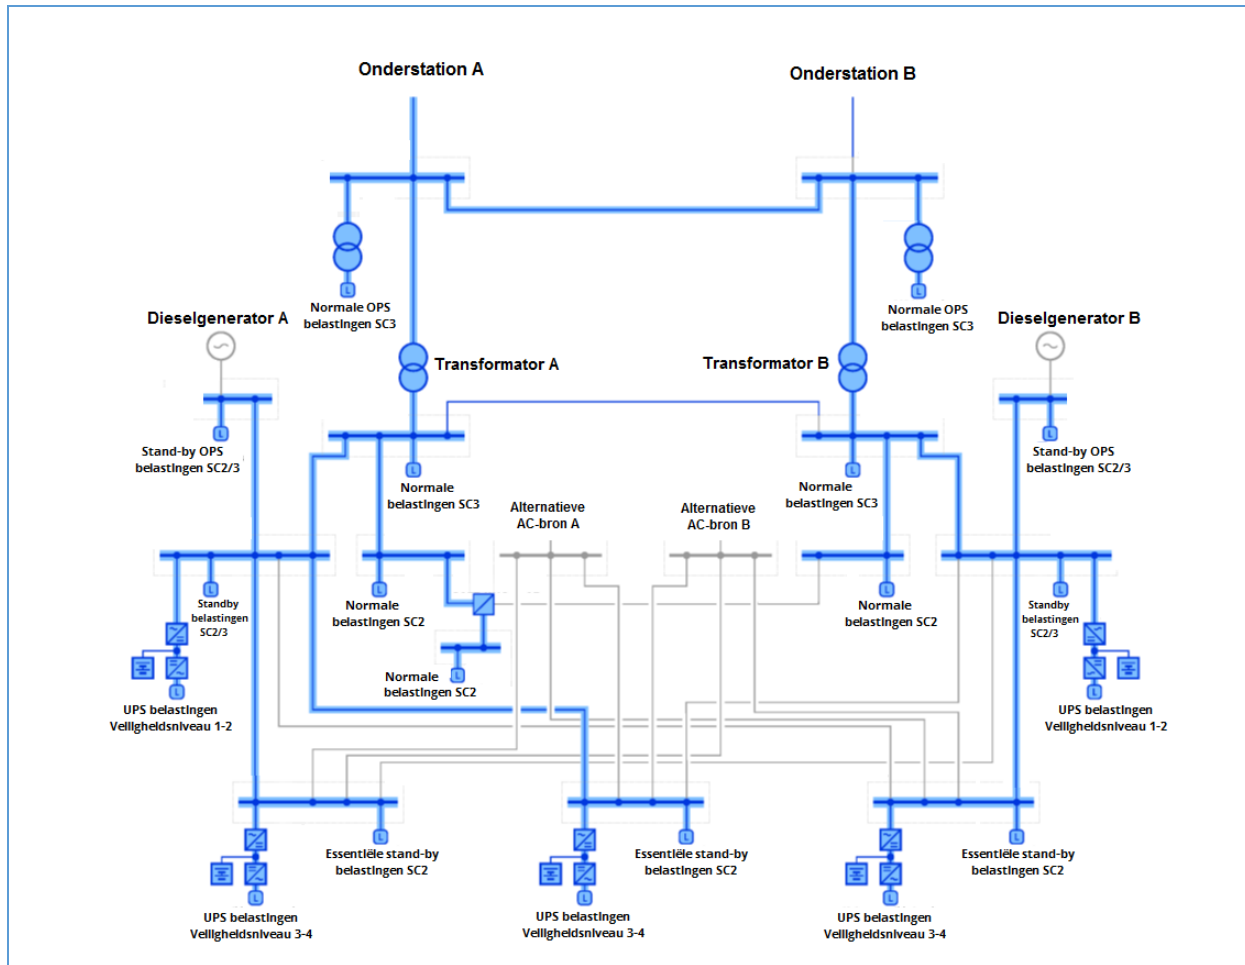 Onderstation A
Onderstation B
L
Normale OPS
belastingen SC3
L
Normale OPS
belastingen SC3
Dieselgenerator A
Dieselgenerator B
Transformator A
Transformator B
L
Stand-by OPS
belastingen SC2/3
L
Stand-by OPS
belastingen SC2/3
L
Normale
belastingen SC3
L
Normale
belastingen SC3
Alternatieve
AC-bron A
Alternatieve
AC-bron B
L
Standby
belastingen
SC2/3
L
Normale
belastingen SC2
L
Normale
belastingen SC2
L
Standby
belastingen
SC2/3
L
Normale
belastingen SC2
L
UPS belastingen
Veiligheidsniveau 1-2
L
UPS belastingen
Veiligheidsniveau 1-2
L
Essentiële stand-by
belastingen SC2
L
Essentiële stand-by
belastingen SC2
L
Essentiële stand-by
belastingen SC2
L
UPS belastingen
Veiligheidsniveau 3-4
L
UPS belastingen
Veiligheidsniveau 3-4
L
UPS belastingen
Veiligheidsniveau 3-4